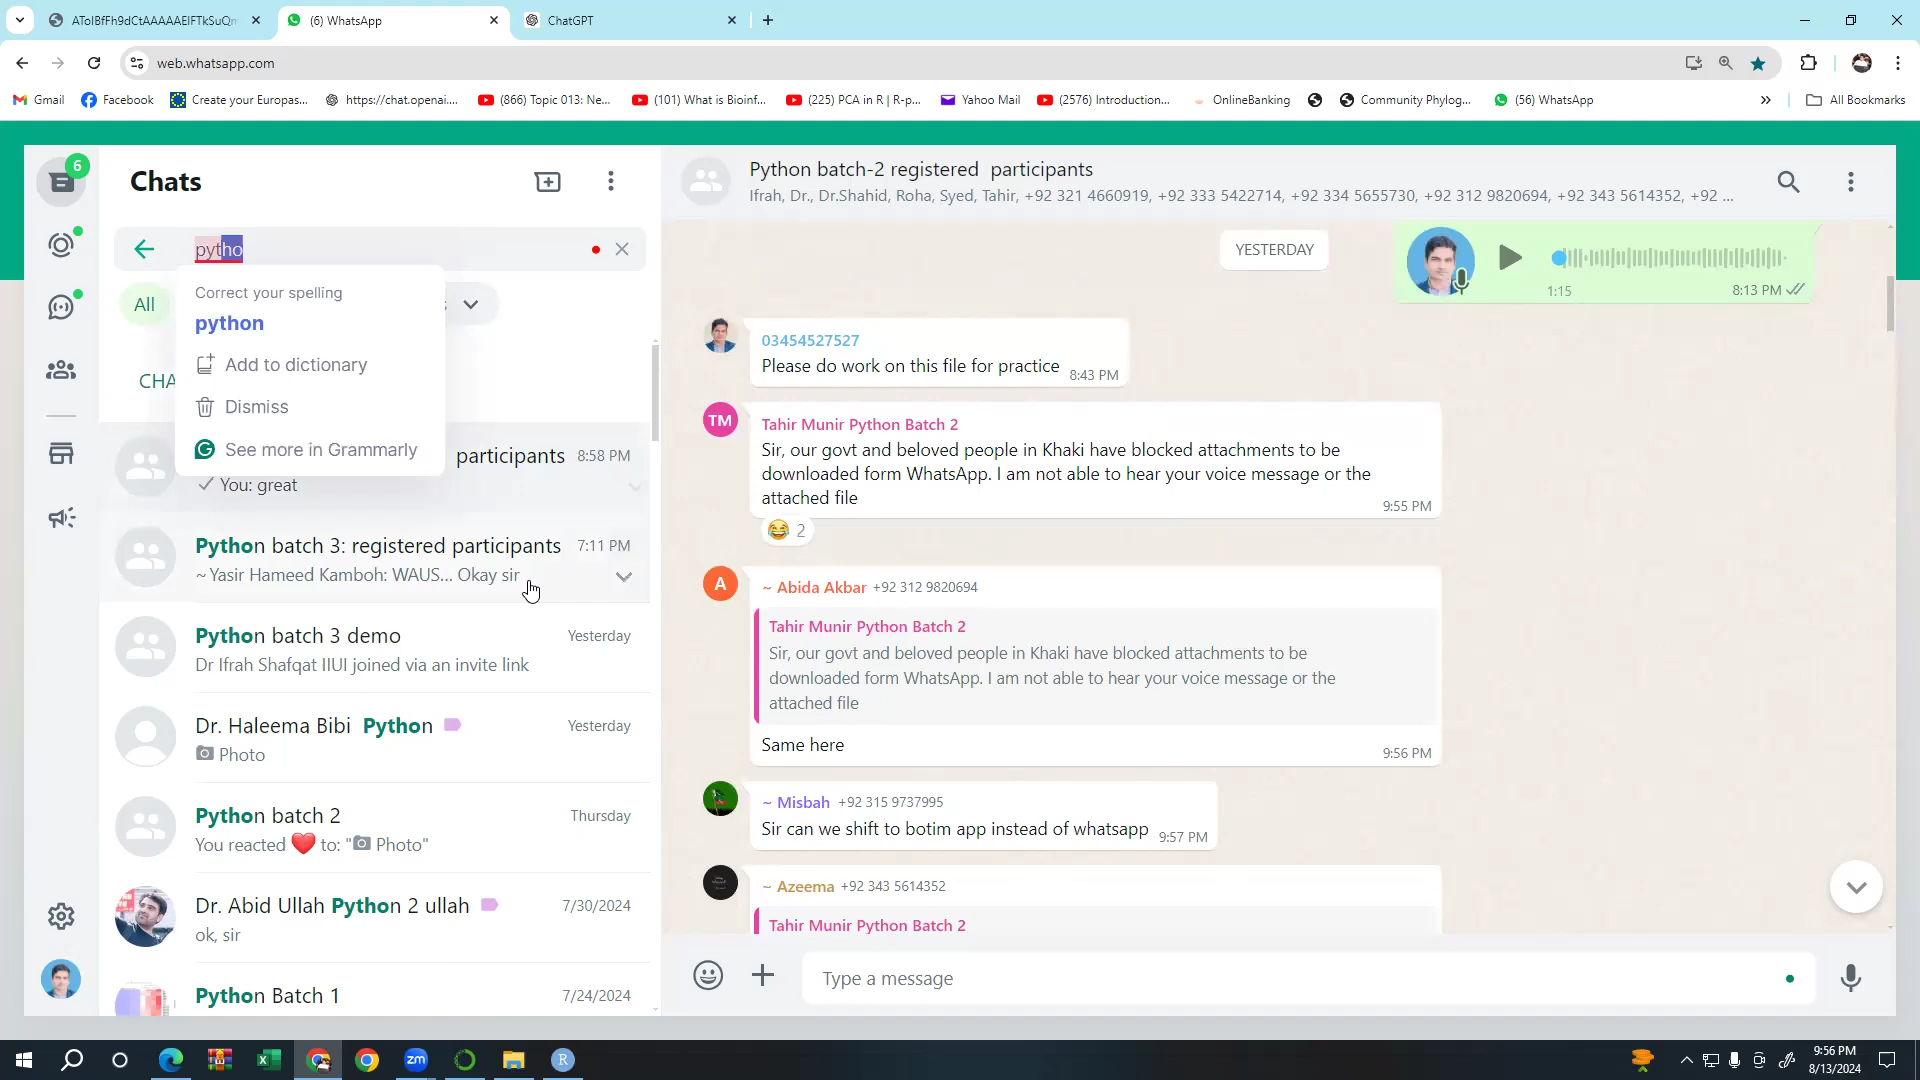 ATolBfFh9dCtAAAAAElFTkSuQm
(6) WhatsApp
ChatGPT
web.whatsapp.com
Gmail
Facebook
Create your Europas...
https://chat.openai....
(866) Topic 013: Ne...
(101) What is Bioinf...
(225) PCA in R | R-p...
Yahoo Mail
(2576) Introduction...
OnlineBanking
Community Phylog...
(56) WhatsApp
All Bookmarks
6
Chats
pytho
Correct your spelling
python
Add to dictionary
Dismiss
See more in Grammarly
All
CHA
participants 8:58 PM
You: great
Python batch 3: registered participants 7:11 PM
~ Yasir Hameed Kamboh: WAUS... Okay sir
Python batch 3 demo Yesterday
Dr Ifrah Shafqat IIUI joined via an invite link
Dr. Haleema Bibi Python Yesterday
Photo
Python batch 2 Thursday
You reacted ❤️ to: "📷 Photo"
Dr. Abid Ullah Python 2 ullah 7/30/2024
ok, sir
Python Batch 1 7/24/2024
Python batch-2 registered participants
Ifrah, Dr., Dr.Shahid, Roha, Syed, Tahir, +92 321 4660919, +92 333 5422714, +92 334 5655730, +92 312 9820694, +92 343 5614352, +92 ...
YESTERDAY
1:15 8:13 PM
03454527527
Please do work on this file for practice 8:43 PM
TM
Tahir Munir Python Batch 2
Sir, our govt and beloved people in Khaki have blocked attachments to be
downloaded form WhatsApp. I am not able to hear your voice message or the
attached file
9:55 PM
😂 2
A
~ Abida Akbar +92 312 9820694
Tahir Munir Python Batch 2
Sir, our govt and beloved people in Khaki have blocked attachments to be
downloaded form WhatsApp. I am not able to hear your voice message or the
attached file
Same here
9:56 PM
~ Misbah +92 315 9737995
Sir can we shift to botim app instead of whatsapp 9:57 PM
~ Azeema +92 343 5614352
Tahir Munir Python Batch 2
Type a message
zm
R
9:56 PM
8/13/2024